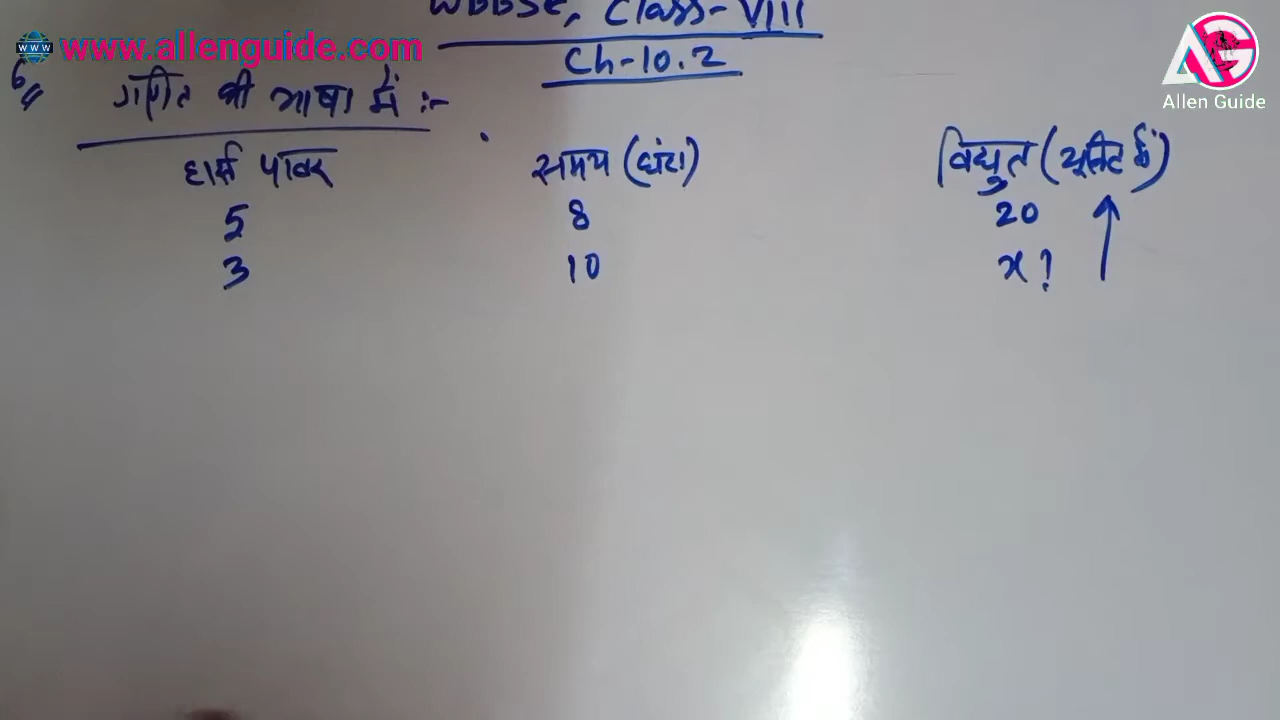 WBBSE, Class-VIII
www.allenguide.com
Ch-10.2
Allen Guide
6, गणित की भाषा में :-
हार्स पावर समय (घंटा) विद्युत (यूनिट में)
5 8 20
3 10 x ?